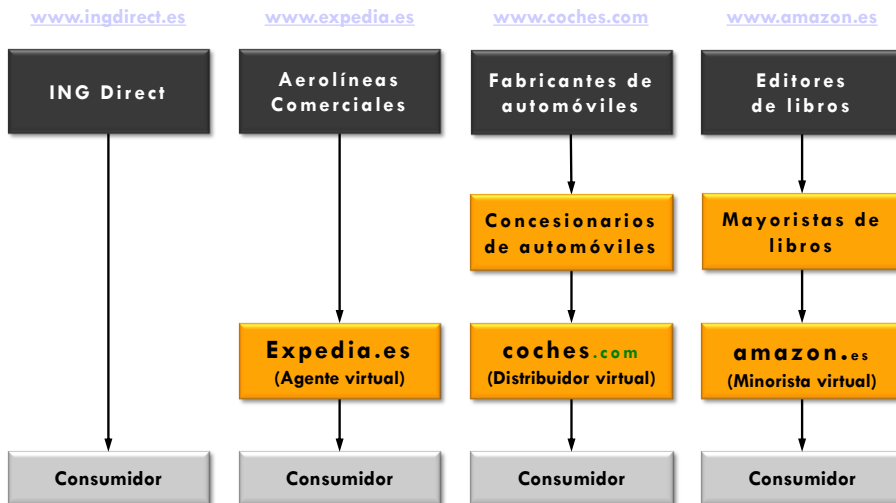 www.ingdirect.es
www.expedia.es
www.coches.com
www.amazon.es
ING Direct
Aerolíneas
Comerciales
Fabricantes de
automóviles
Editores
de libros
Concesionarios
de automóviles
Mayoristas de
libros
Expedia.es
(Agente virtual)
coches.com
(Distribuidor virtual)
amazon.es
(Minorista virtual)
Consumidor
Consumidor
Consumidor
Consumidor